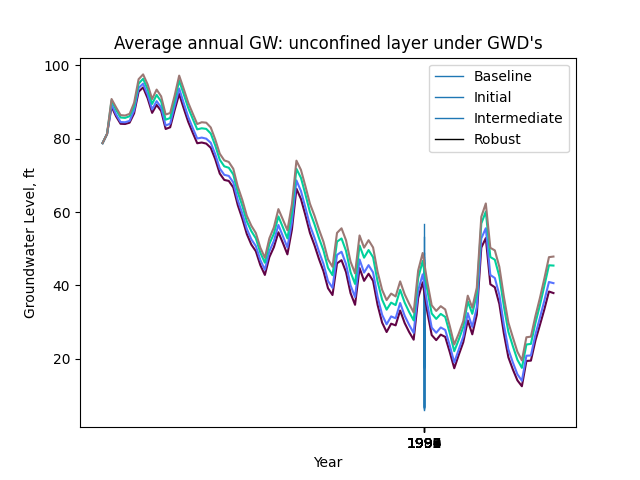 Average annual GW: unconfined layer under GWD's
Baseline
Initial
Intermediate
Robust
Groundwater Level, ft
100
80
60
40
20
Year